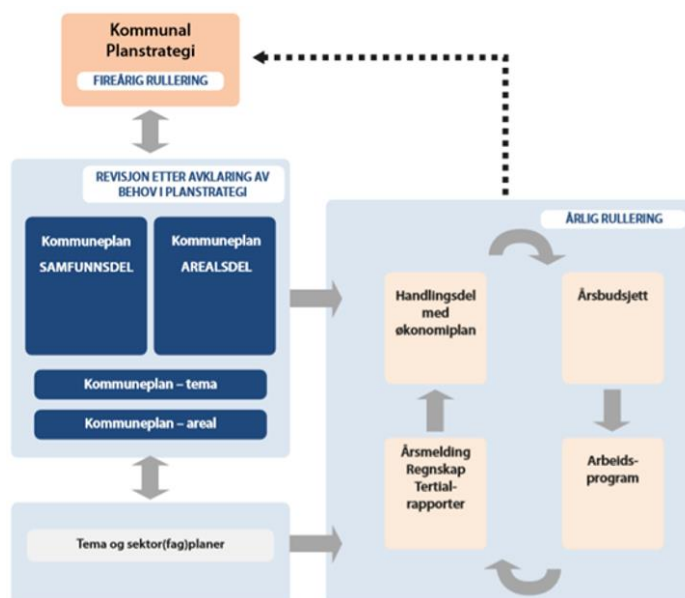 Kommunal
Planstrategi
FIREÅRIG RULLERING
REVISJON ETTER AVKLARING AV
BEHOV I PLANSTRATEGI
Kommuneplan
SAMFUNNSDEL
Kommuneplan
AREALSDEL
Kommuneplan – tema
Kommuneplan – areal
Tema og sektor(fag)planer
ÅRLIG RULLERING
Handlingsdel
med
økonomiplan
Årsbudsjett
Årsmelding
Regnskap
Tertial-
rapporter
Arbeids-
program